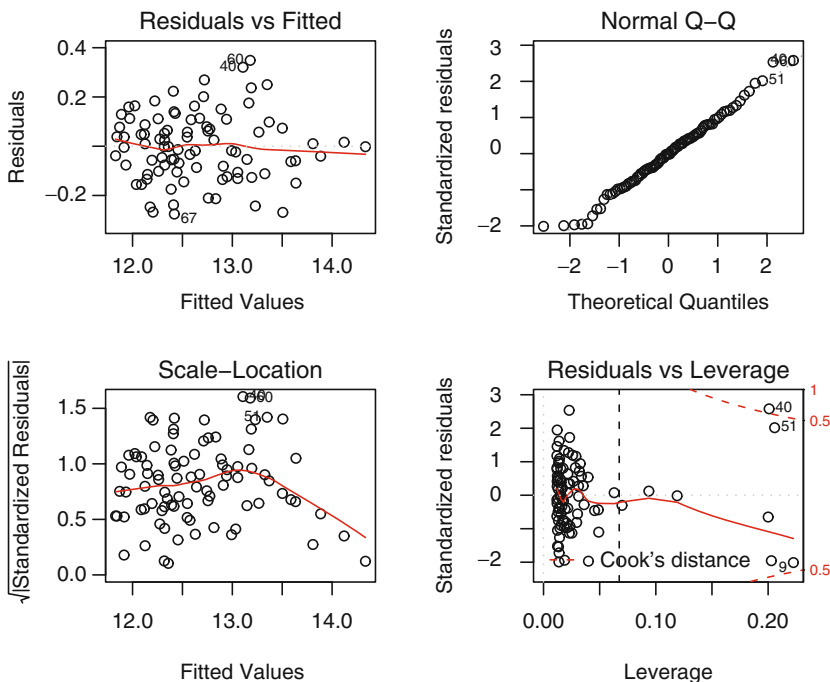 Residuals vs Fitted
Residuals
0.4
0.2
−0.2
60
40
67
12.0 13.0 14.0
Fitted Values
Normal Q−Q
Standardized residuals
3
2
1
0
−2
51
−2 −1 0 1 2
Theoretical Quantiles
Scale−Location
√|Standardized Residuals|
1.5
1.0
0.5
0.0
51
12.0 13.0 14.0
Fitted Values
Residuals vs Leverage
Standardized residuals
3
2
1
0
−2
40
51
9
Cook's distance
1
0.5
0.5
0.00 0.10 0.20
Leverage